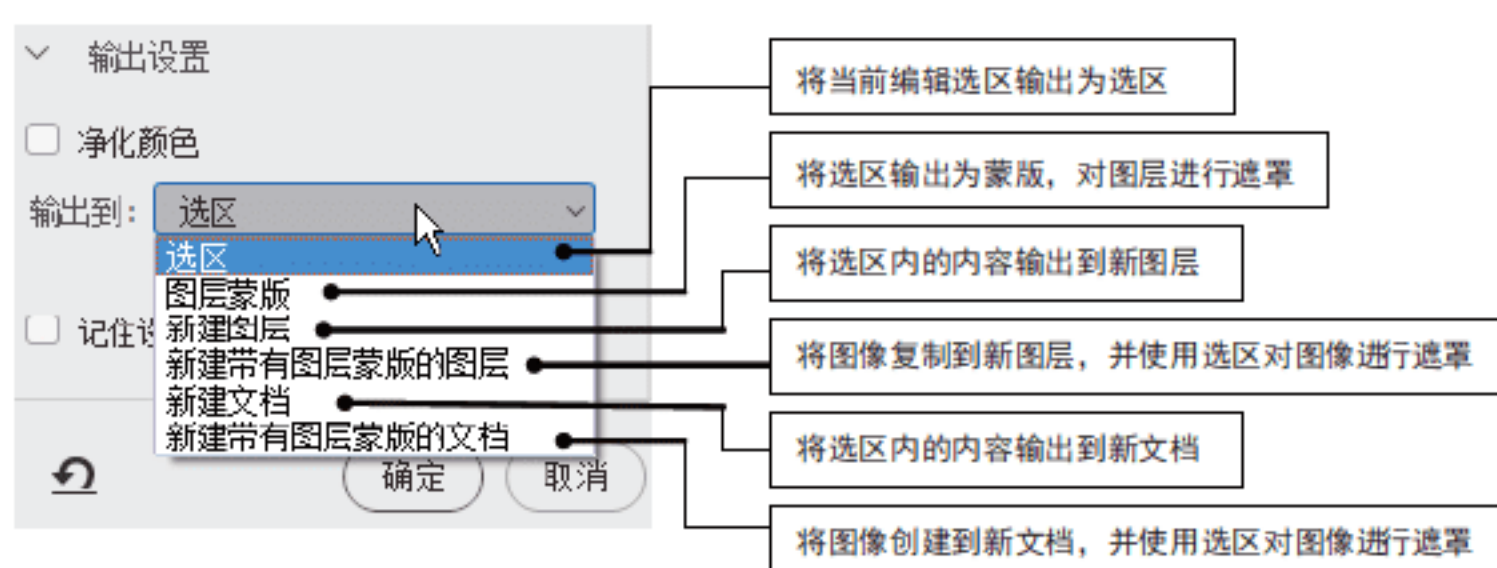 输出设置
净化颜色
输出到： 选区
选区
图层蒙版
新建图层
新建带有图层蒙版的图层
新建文档
新建带有图层蒙版的文档
记住
确定 取消
将当前编辑选区输出为选区
将选区输出为蒙版，对图层进行遮罩
将选区内的内容输出到新图层
将图像复制到新图层，并使用选区对图像进行遮罩
将选区内的内容输出到新文档
将图像创建到新文档，并使用选区对图像进行遮罩